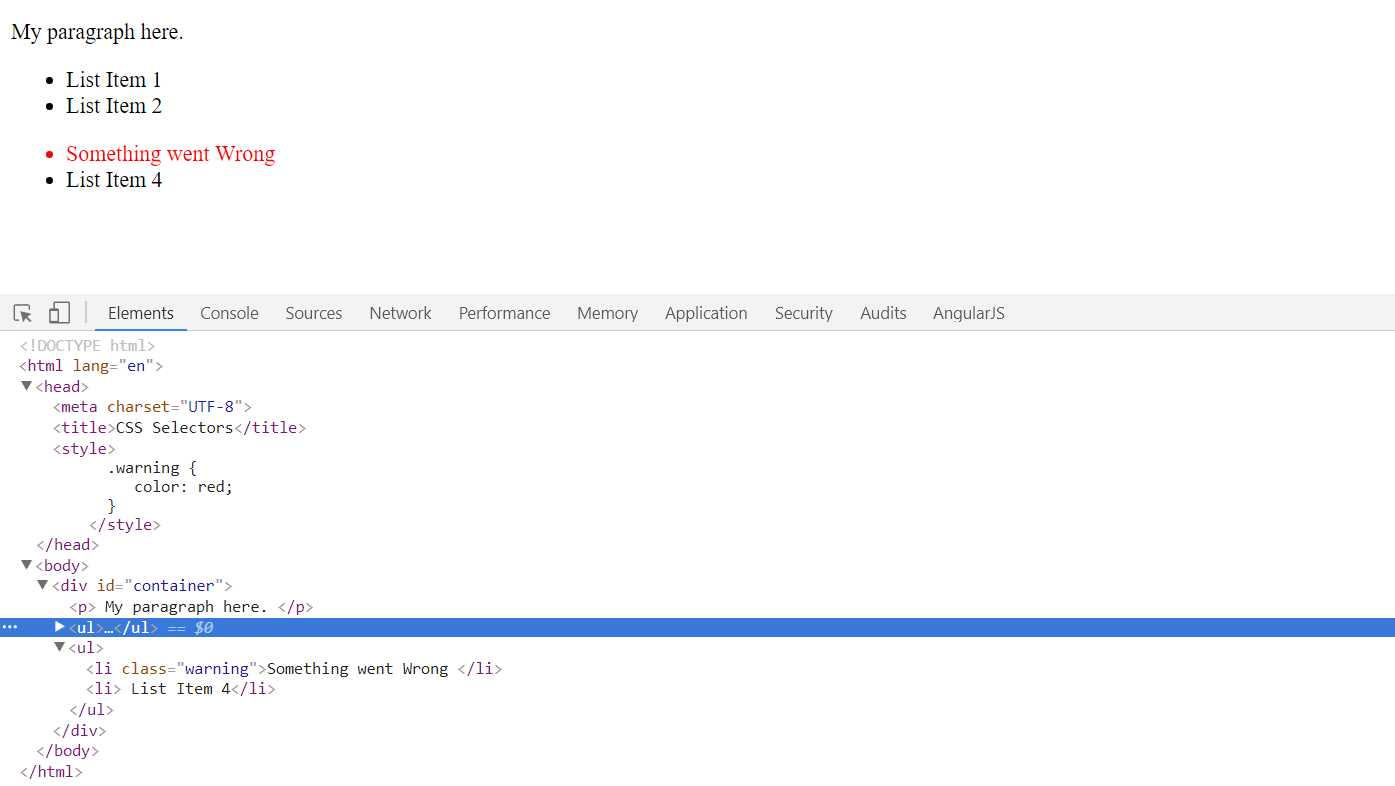 My paragraph here.
• List Item 1
• List Item 2
• Something went Wrong
• List Item 4
Elements Console Sources Network Performance Memory Application Security Audits AngularJS
<!DOCTYPE html>
<html lang="en">
▼<head>
<meta charset="UTF-8">
<title>CSS Selectors</title>
<style>
.warning {
color: red;
}
</style>
</head>
▼<body>
▼<div id="container">
<p> My paragraph here. </p>
… ▶<ul>…</ul> == $0
▼<ul>
<li class="warning">Something went Wrong </li>
<li> List Item 4</li>
</ul>
</div>
</body>
</html>